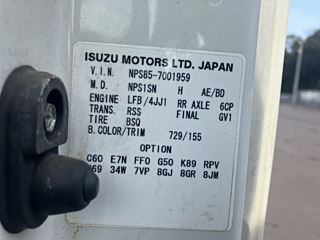 ISUZU MOTORS LTD. JAPAN
V.I.N. NPS85-7001959
M.D. NPS1SN H AE/BD
ENGINE LFB/4JJ1 RR AXLE 6CP
TRANS. RSS FINAL GV1
TIRE BSQ
B.COLOR/TRIM 729/155
OPTION
C60 E7N FF0 G50 K89 RPV
69 34W 7VP 8GJ 8GR 8JM